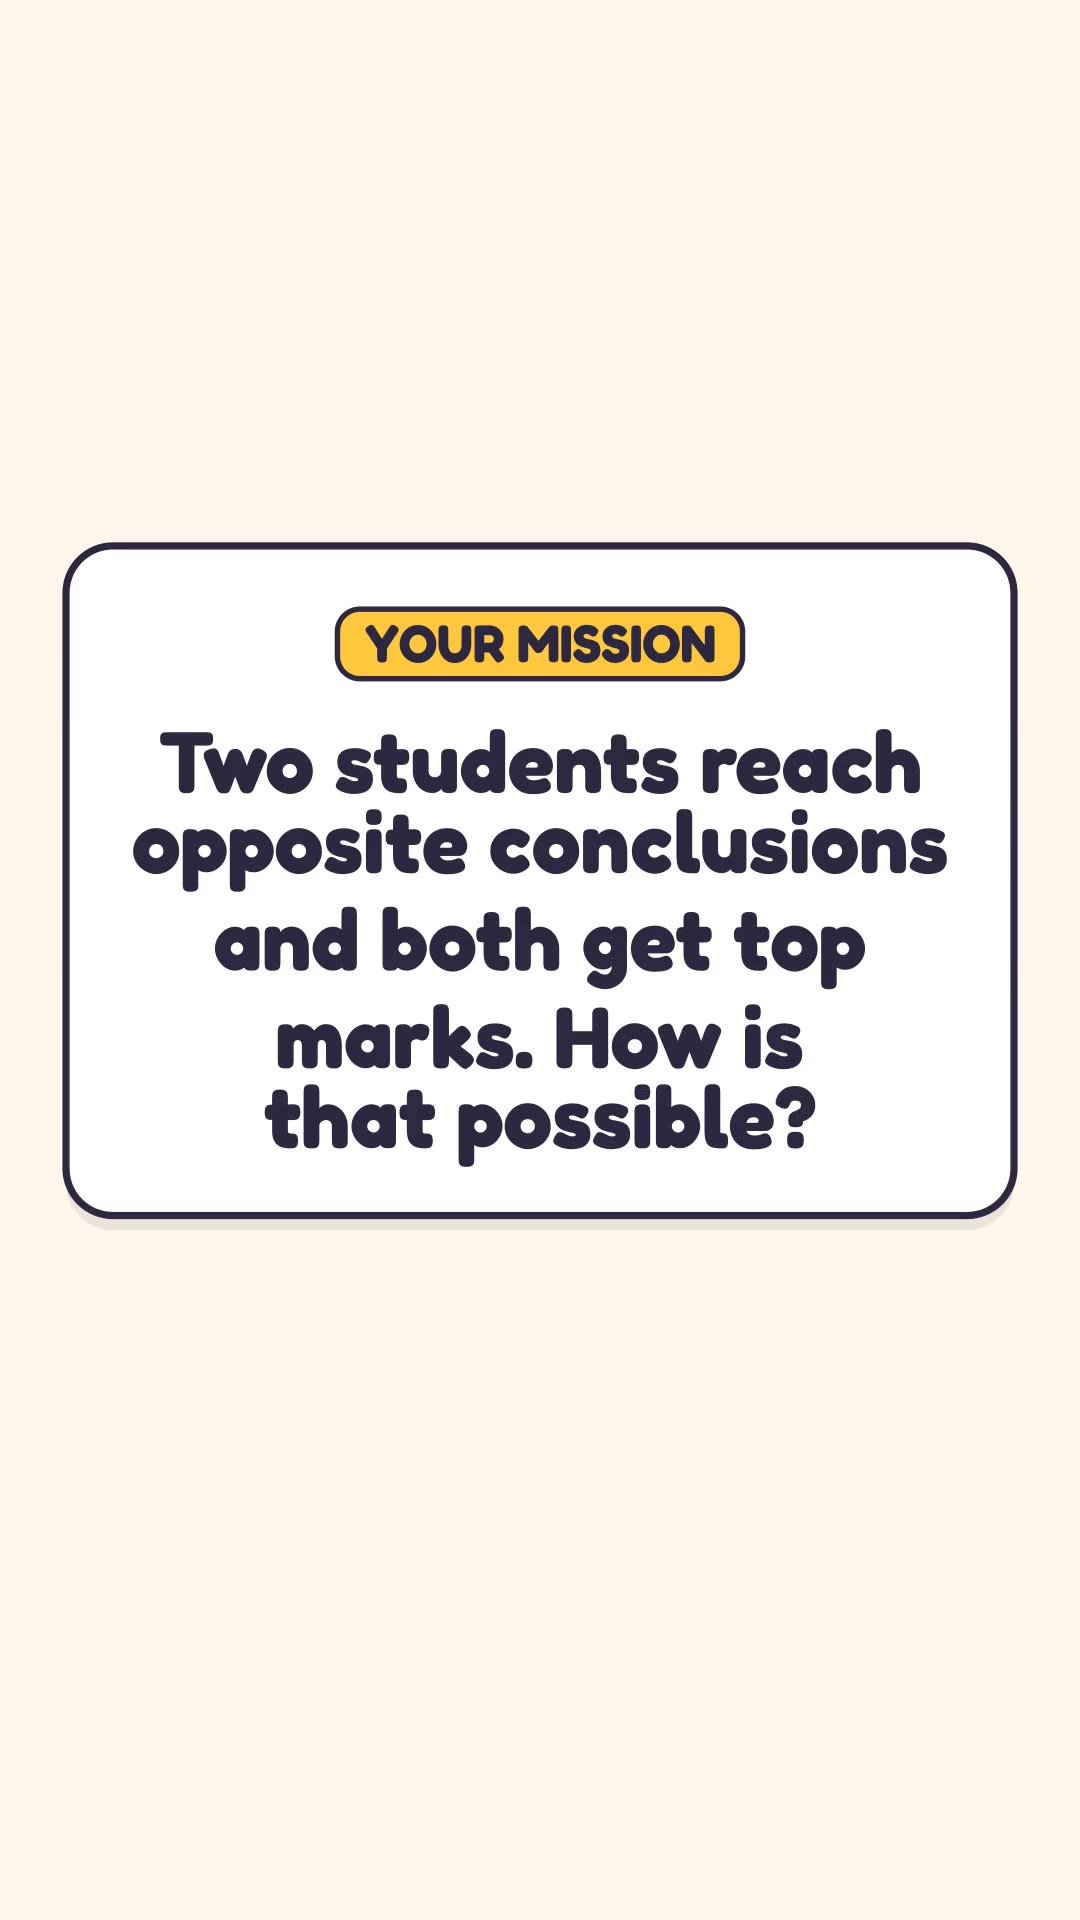 YOUR MISSION
Two students reach
opposite conclusions
and both get top
marks. How is
that possible?